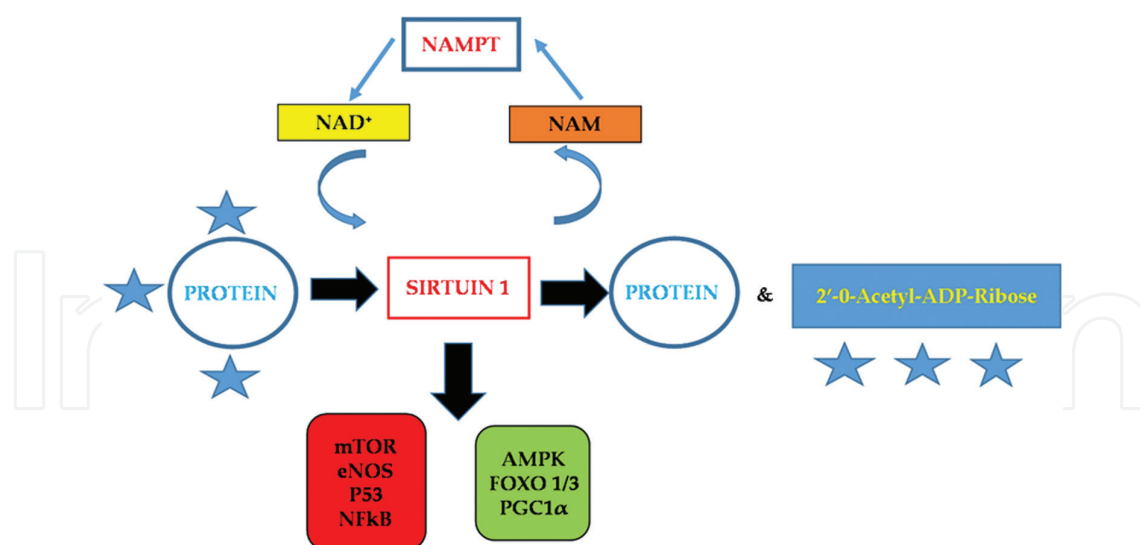 NAMPT
NAD⁺
NAM
PROTEIN
SIRTUIN 1
PROTEIN
&
2'-0-Acetyl-ADP-Ribose
mTOR
eNOS
P53
NFkB
AMPK
FOXO 1/3
PGC1α